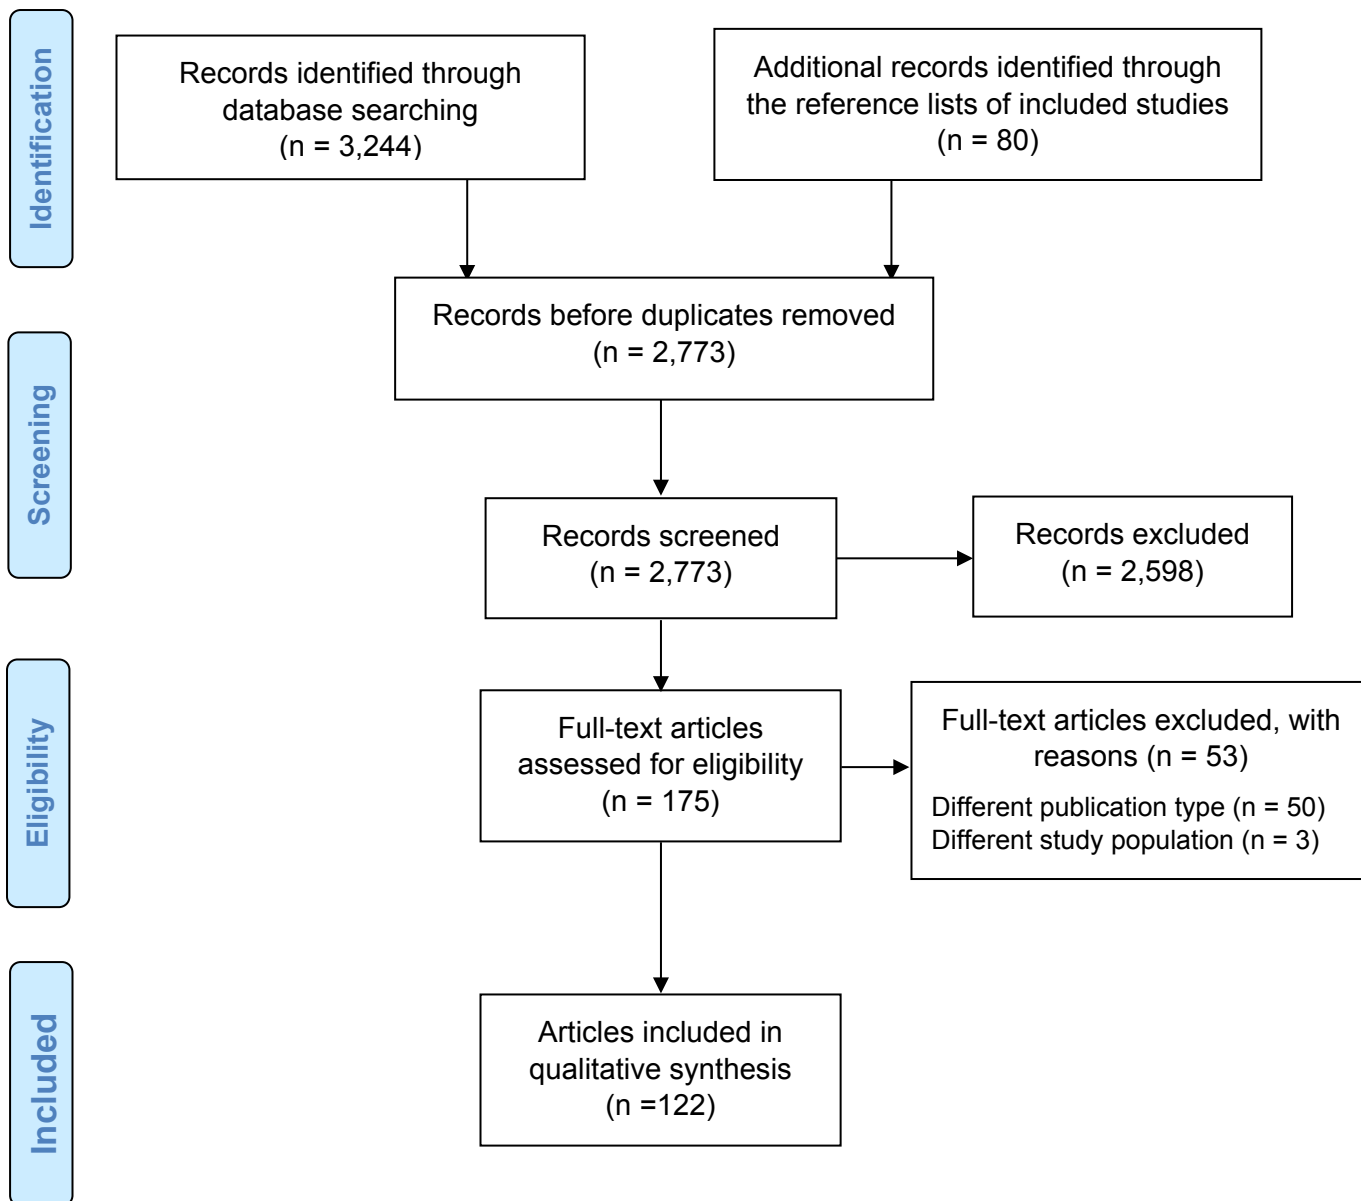 Identification
Records identified through
database searching
(n = 3,244)
Additional records identified through
the reference lists of included studies
(n = 80)
Records before duplicates removed
(n = 2,773)
Screening
Records screened
(n = 2,773)
Records excluded
(n = 2,598)
Eligibility
Full-text articles
assessed for eligibility
(n = 175)
Full-text articles excluded, with
reasons (n = 53)
Different publication type (n = 50)
Different study population (n = 3)
Included
Articles included in
qualitative synthesis
(n =122)